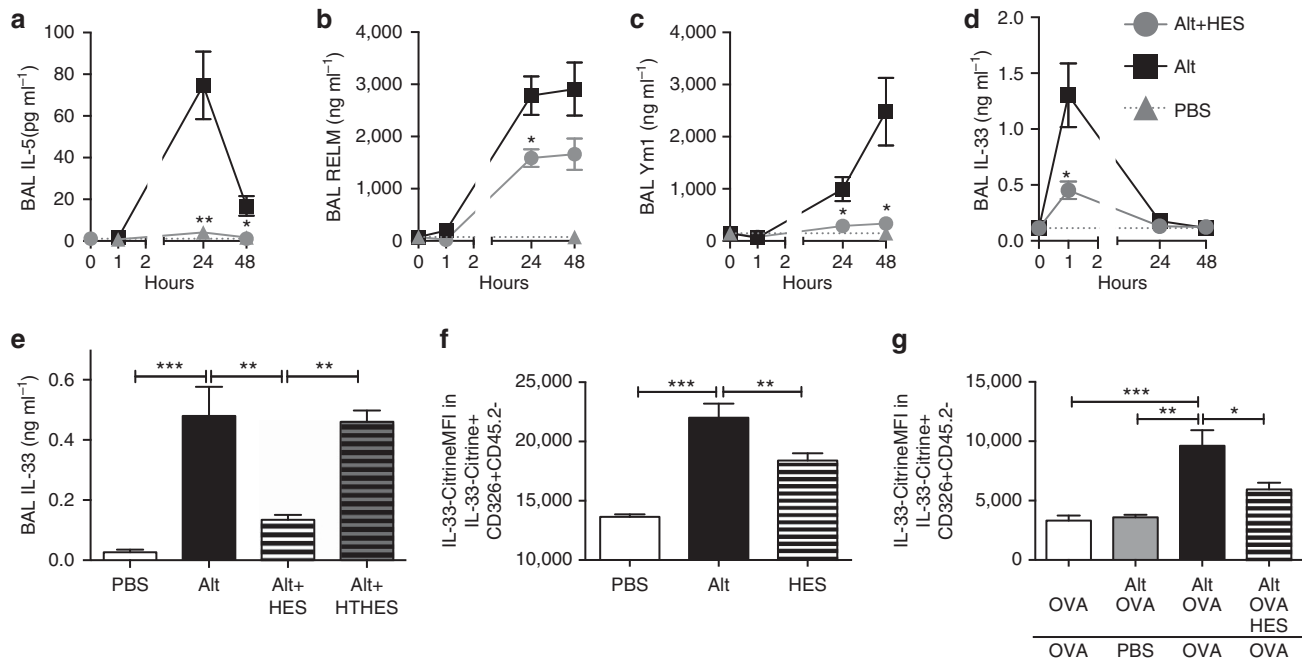 a
BAL IL-5(pg ml⁻¹)
100
80
60
40
20
0
**
*
0 1 2 24 48
Hours
b
BAL RELM (ng ml⁻¹)
4,000
3,000
2,000
1,000
0
*
0 1 2 24 48
Hours
c
BAL Ym1 (ng ml⁻¹)
4,000
3,000
2,000
1,000
0
* *
0 1 2 24 48
Hours
d
BAL IL-33 (ng ml⁻¹)
2.0
1.5
1.0
0.5
0.0
*
0 1 2 24 48
Hours
Alt+HES
Alt
PBS
e
BAL IL-33 (ng ml⁻¹)
0.6
0.4
0.2
0.0
*** ** **
PBS Alt Alt+ Alt+
HES HTHES
f
IL-33-CitrineMFI in
IL-33-Citrine+
CD326+CD45.2-
25,000
20,000
15,000
10,000
*** **
PBS Alt HES
g
IL-33-CitrineMFI in
IL-33-Citrine+
CD326+CD45.2-
15,000
10,000
5,000
0
***
** *
Alt Alt Alt
OVA OVA OVA OVA
HES
OVA PBS OVA OVA